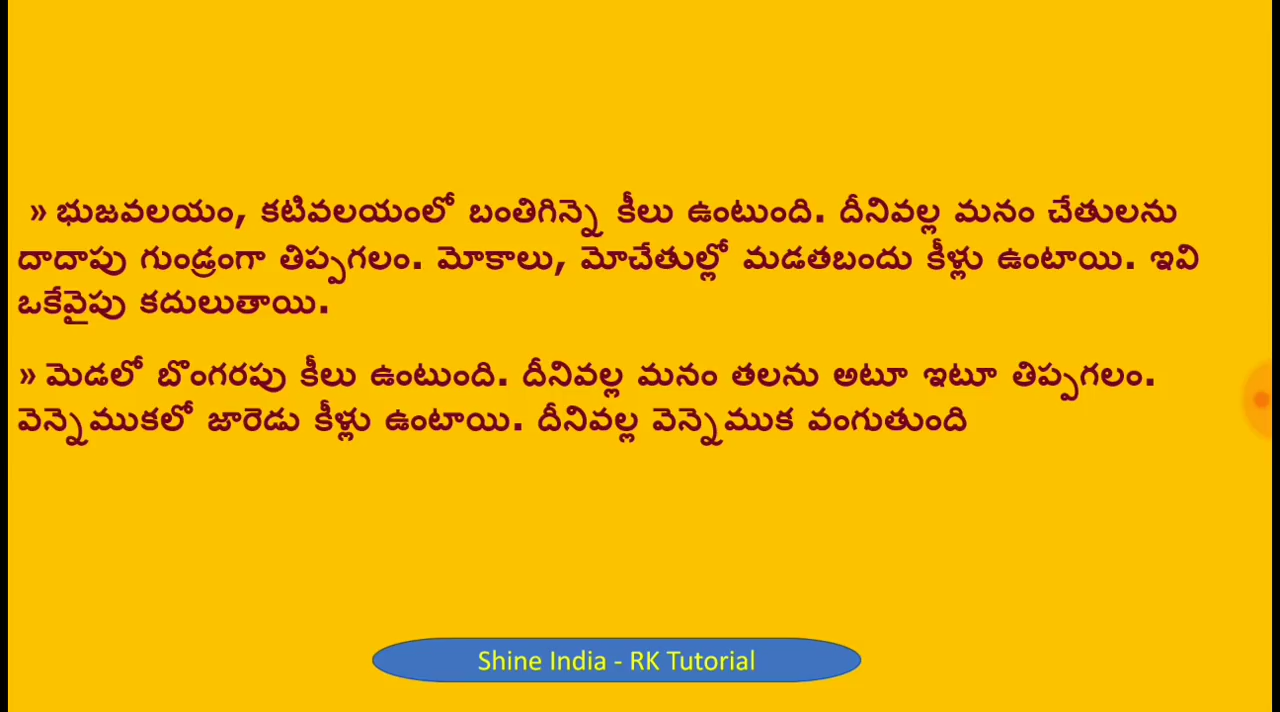 » భుజవలయం, కటివలయంలో బంతిగిన్నె కీలు ఉంటుంది. దీనివల్ల మనం చేతులను
దాదాపు గుండ్రంగా తిప్పగలం. మోకాలు, మోచేతుల్లో మడతబందు కీళ్లు ఉంటాయి. ఇవి
ఒకేవైపు కదులుతాయి.
» మెడలో బొంగరపు కీలు ఉంటుంది. దీనివల్ల మనం తలను అటూ ఇటూ తిప్పగలం.
వెన్నెముకలో జారెడు కీళ్లు ఉంటాయి. దీనివల్ల వెన్నెముక వంగుతుంది
Shine India - RK Tutorial